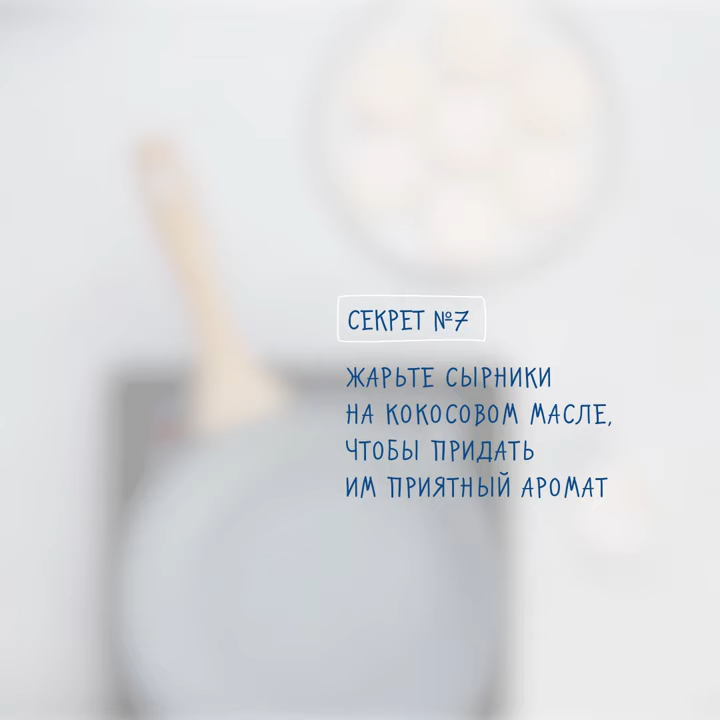 СЕКРЕТ №7
ЖАРЬТЕ СЫРНИКИ
НА КОКОСОВОМ МАСЛЕ,
ЧТОБЫ ПРИДАТЬ
ИМ ПРИЯТНЫЙ АРОМАТ